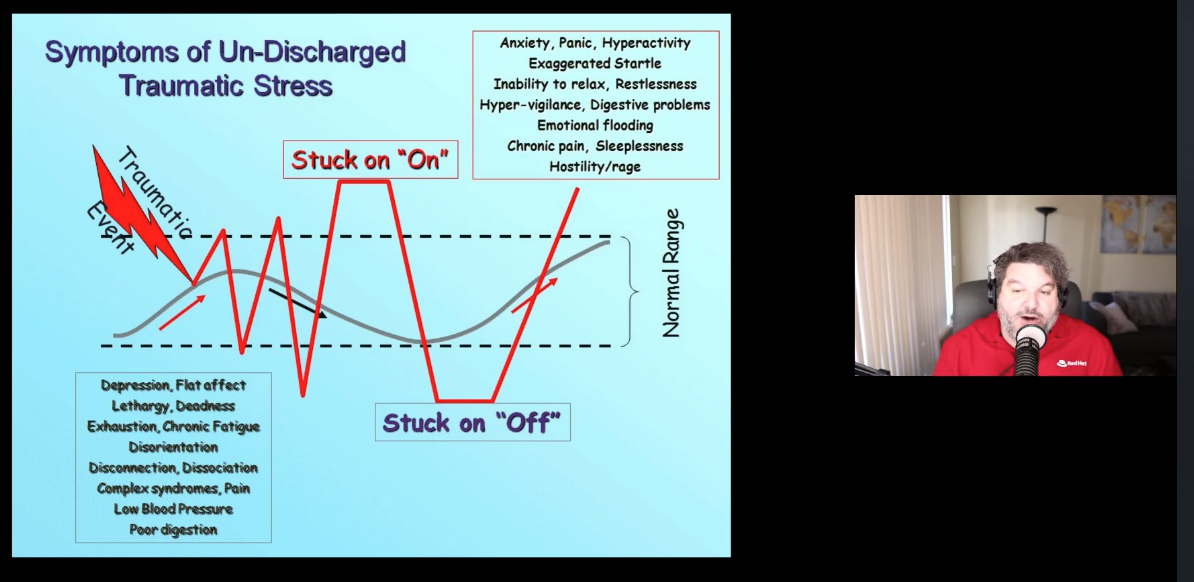 Symptoms of Un-Discharged
Traumatic Stress
Anxiety, Panic, Hyperactivity
Exaggerated Startle
Inability to relax, Restlessness
Hyper-vigilance, Digestive problems
Emotional flooding
Chronic pain, Sleeplessness
Hostility/rage
Traumatic
Event
Stuck on “On”
Normal Range
Stuck on “Off”
Depression, Flat affect
Lethargy, Deadness
Exhaustion, Chronic Fatigue
Disorientation
Disconnection, Dissociation
Complex syndromes, Pain
Low Blood Pressure
Poor digestion
Red Hat